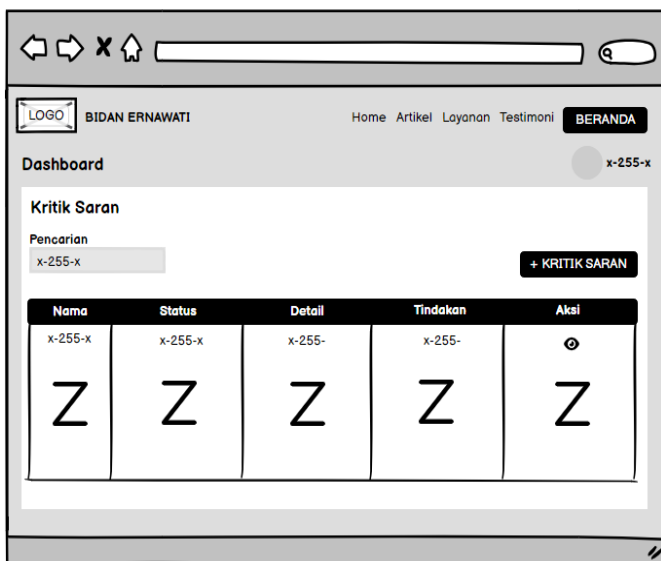 LOGO BIDAN ERNAWATI Home Artikel Layanan Testimoni BERANDA
Dashboard x-255-x
Kritik Saran
Pencarian
x-255-x
+ KRITIK SARAN
Nama Status Detail Tindakan Aksi
x-255-x x-255-x x-255- x-255-
Z Z Z Z Z